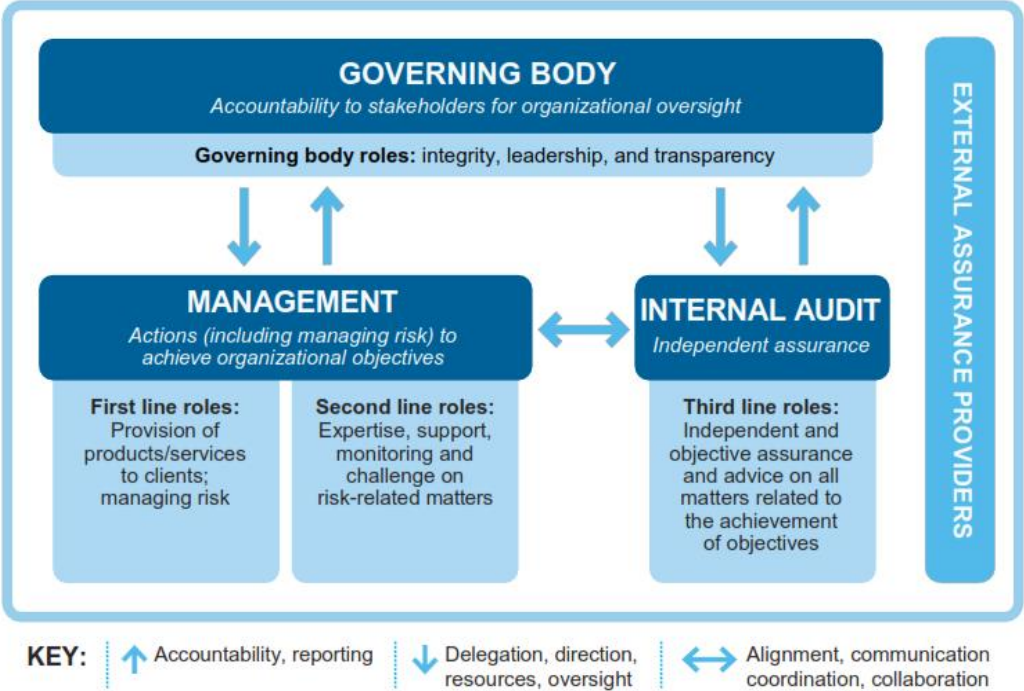 GOVERNING BODY
Accountability to stakeholders for organizational oversight
Governing body roles: integrity, leadership, and transparency
MANAGEMENT
Actions (including managing risk) to
achieve organizational objectives
First line roles:
Provision of
products/services
to clients;
managing risk
Second line roles:
Expertise, support,
monitoring and
challenge on
risk-related matters
INTERNAL AUDIT
Independent assurance
Third line roles:
Independent and
objective assurance
and advice on all
matters related to
the achievement
of objectives
EXTERNAL ASSURANCE PROVIDERS
KEY:
Accountability, reporting
Delegation, direction,
resources, oversight
Alignment, communication
coordination, collaboration